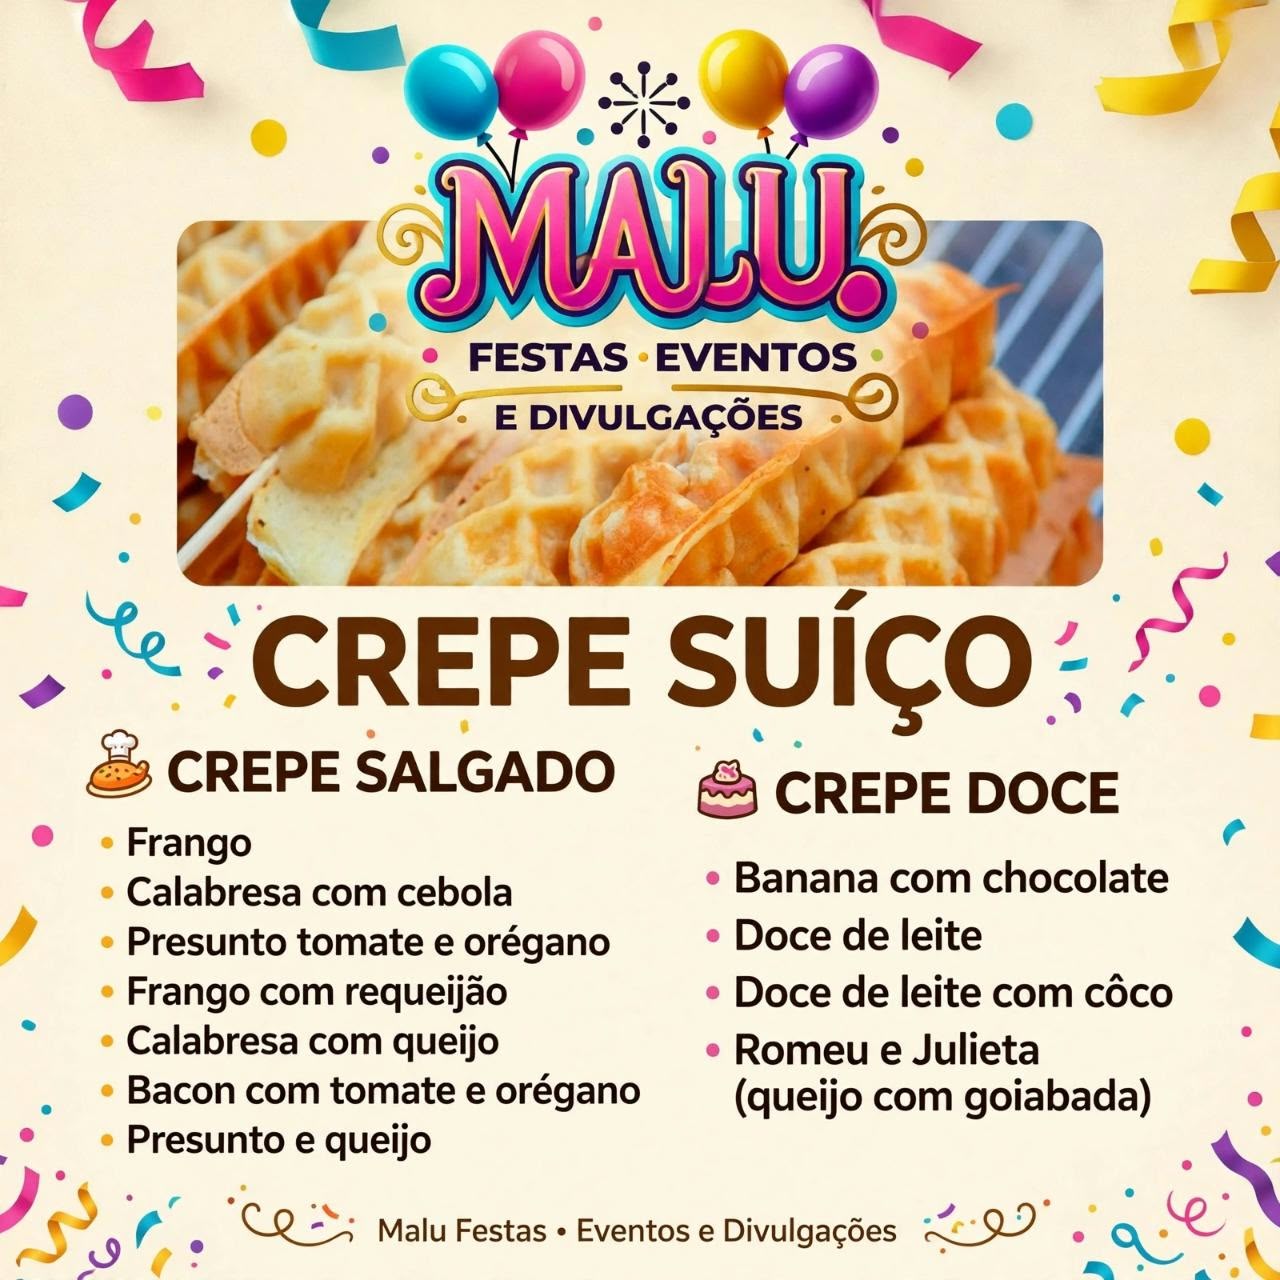 MALU.
FESTAS • EVENTOS
E DIVULGAÇÕES
CREPE SUÍÇO
CREPE SALGADO
• Frango
• Calabresa com cebola
• Presunto tomate e orégano
• Frango com requeijão
• Calabresa com queijo
• Bacon com tomate e orégano
• Presunto e queijo
CREPE DOCE
• Banana com chocolate
• Doce de leite
• Doce de leite com côco
• Romeu e Julieta
(queijo com goiabada)
Malu Festas • Eventos e Divulgações